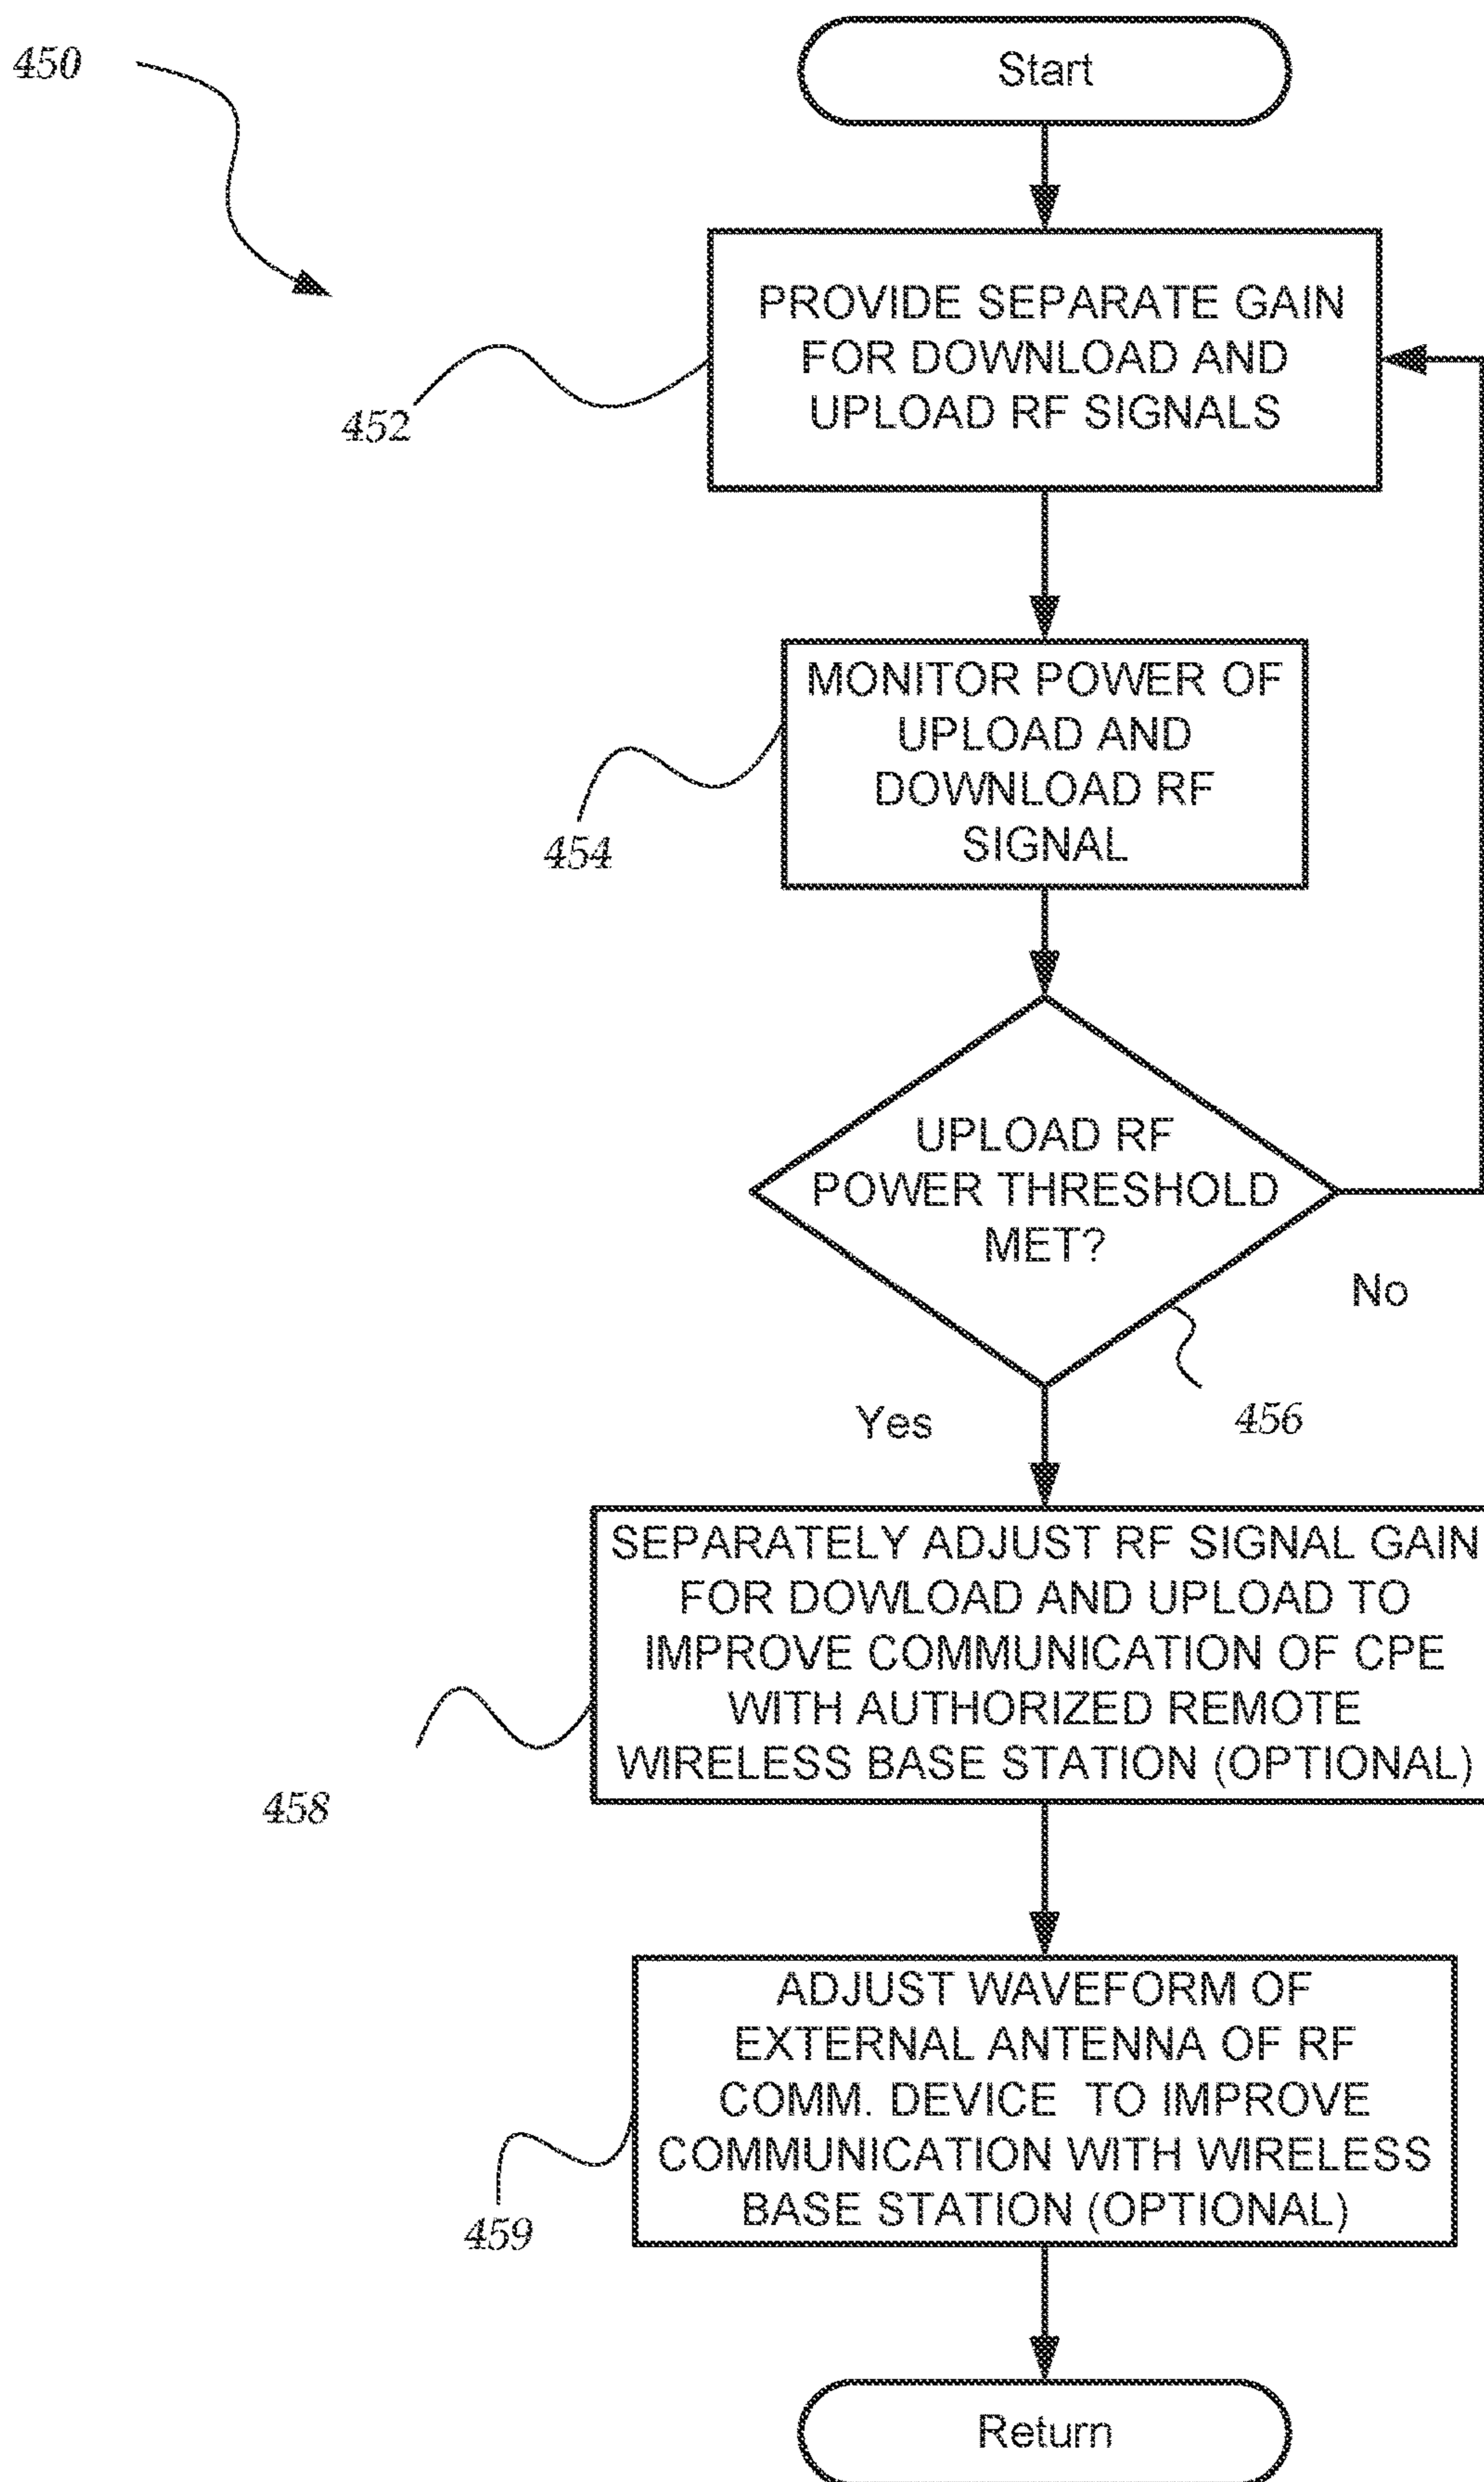 450
Start
PROVIDE SEPARATE GAIN
FOR DOWNLOAD AND
UPLOAD RF SIGNALS
452
MONITOR POWER OF
UPLOAD AND
DOWNLOAD RF
SIGNAL
454
UPLOAD RF
POWER THRESHOLD
MET?
No
Yes
456
SEPARATELY ADJUST RF SIGNAL GAIN
FOR DOWLOAD AND UPLOAD TO
IMPROVE COMMUNICATION OF CPE
WITH AUTHORIZED REMOTE
WIRELESS BASE STATION (OPTIONAL)
458
ADJUST WAVEFORM OF
EXTERNAL ANTENNA OF RF
COMM. DEVICE TO IMPROVE
COMMUNICATION WITH WIRELESS
BASE STATION (OPTIONAL)
459
Return